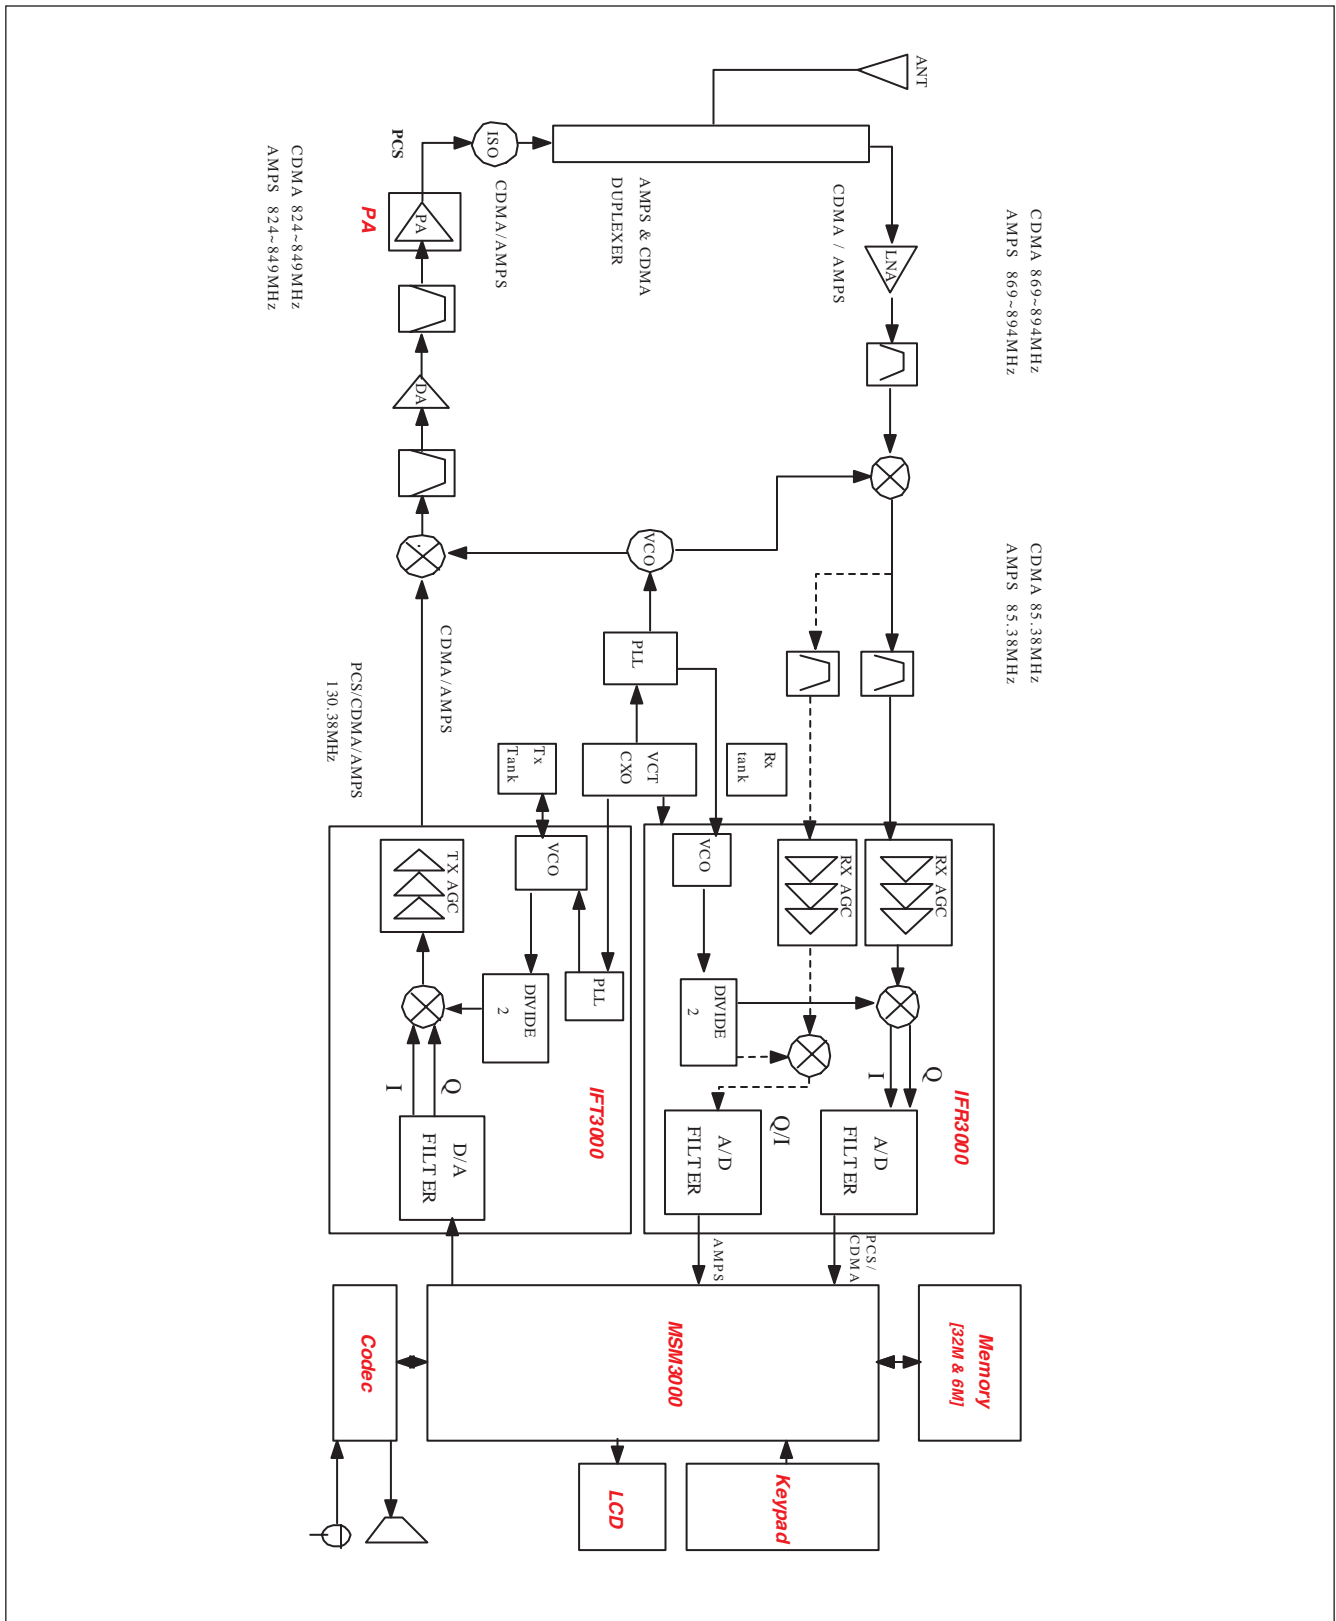 ANT
CDMA 869~894MHz
AMPS 869~894MHz
CDMA / AMPS
LNA
AMPS & CDMA
DUPLEXER
ISO
CDMA/AMPS
PCS
PA
PA
CDMA 824~849MHz
AMPS 824~849MHz
DA
VCO
CDMA 85.38MHz
AMPS 85.38MHz
PLL
CDMA/AMPS
PCS/CDMA/AMPS
130.38MHz
Rx
tank
VCT
CXO
Tx
Tank
RX AGC
RX AGC
VCO
VCO
TX AGC
DIVIDE
2
PLL
DIVIDE
2
Q
I
IFR3000
Q/I
Q
I
IFT3000
A/D
FILTER
A/D
FILTER
D/A
FILTER
PCS/
CDMA
AMPS
Memory
[32M & 6M]
MSM3000
Codec
Keypad
LCD